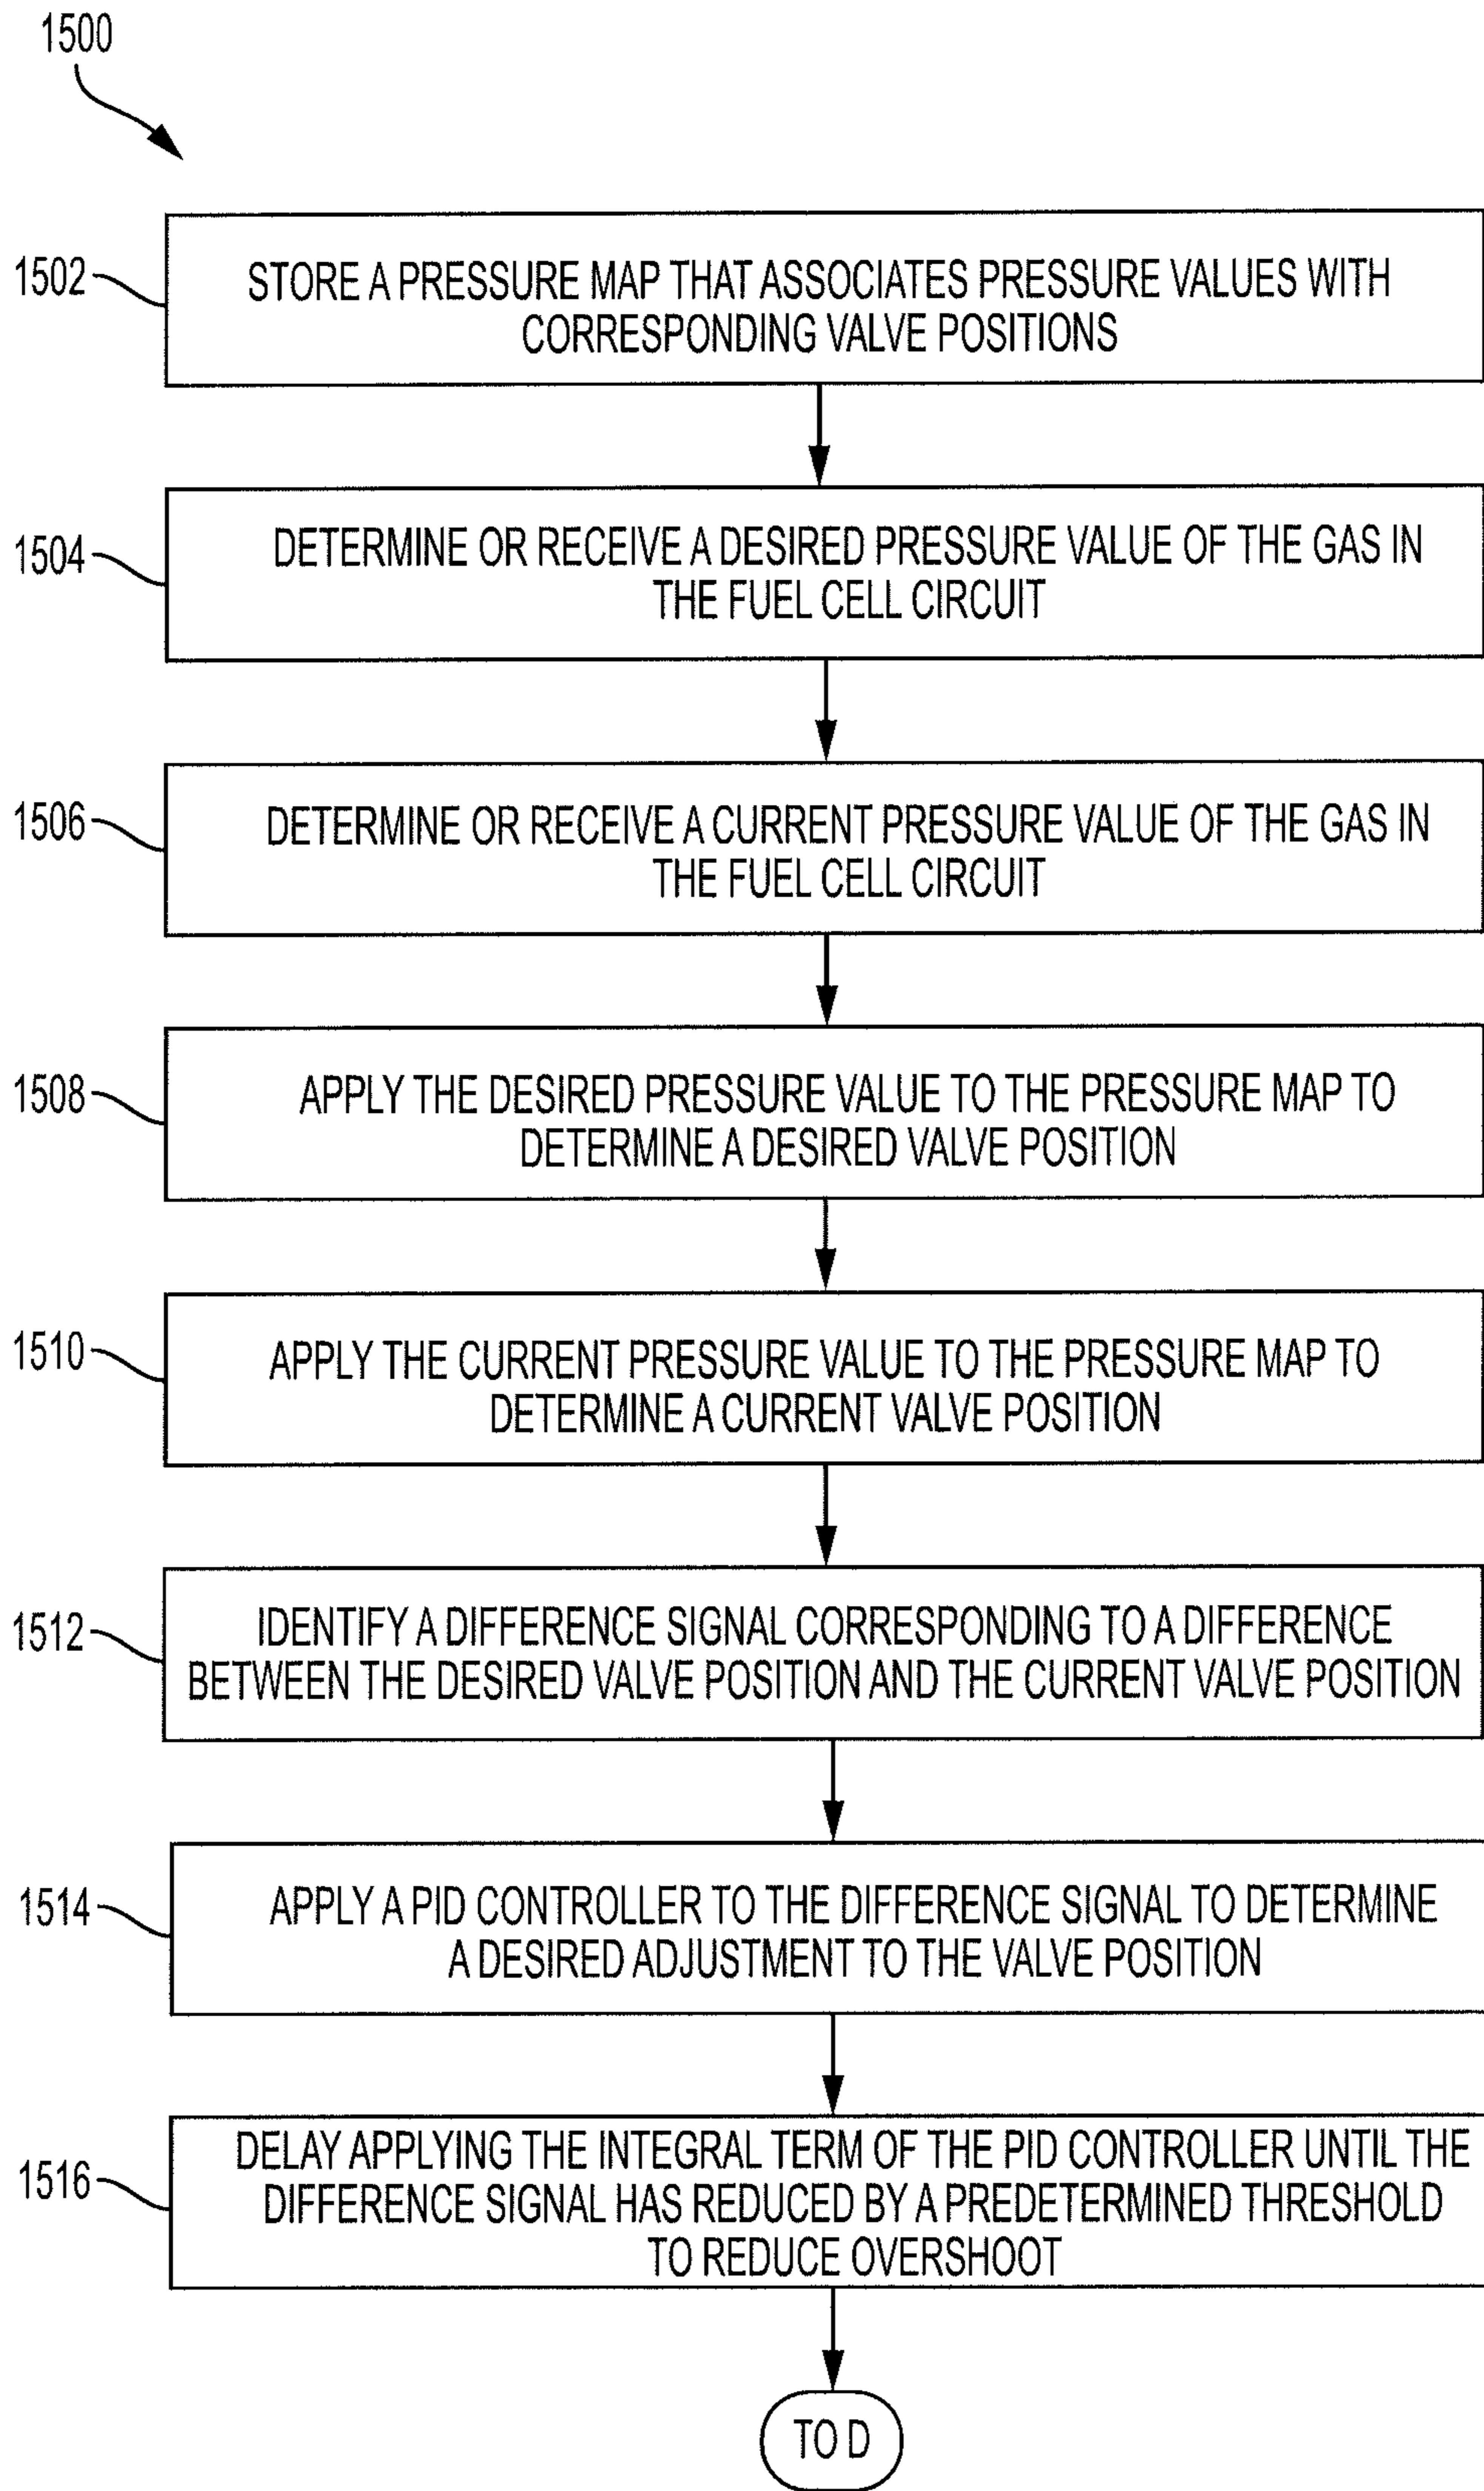 1500
1502
STORE A PRESSURE MAP THAT ASSOCIATES PRESSURE VALUES WITH
CORRESPONDING VALVE POSITIONS
1504
DETERMINE OR RECEIVE A DESIRED PRESSURE VALUE OF THE GAS IN
THE FUEL CELL CIRCUIT
1506
DETERMINE OR RECEIVE A CURRENT PRESSURE VALUE OF THE GAS IN
THE FUEL CELL CIRCUIT
1508
APPLY THE DESIRED PRESSURE VALUE TO THE PRESSURE MAP TO
DETERMINE A DESIRED VALVE POSITION
1510
APPLY THE CURRENT PRESSURE VALUE TO THE PRESSURE MAP TO
DETERMINE A CURRENT VALVE POSITION
1512
IDENTIFY A DIFFERENCE SIGNAL CORRESPONDING TO A DIFFERENCE
BETWEEN THE DESIRED VALVE POSITION AND THE CURRENT VALVE POSITION
1514
APPLY A PID CONTROLLER TO THE DIFFERENCE SIGNAL TO DETERMINE
A DESIRED ADJUSTMENT TO THE VALVE POSITION
1516
DELAY APPLYING THE INTEGRAL TERM OF THE PID CONTROLLER UNTIL THE
DIFFERENCE SIGNAL HAS REDUCED BY A PREDETERMINED THRESHOLD
TO REDUCE OVERSHOOT
TO D